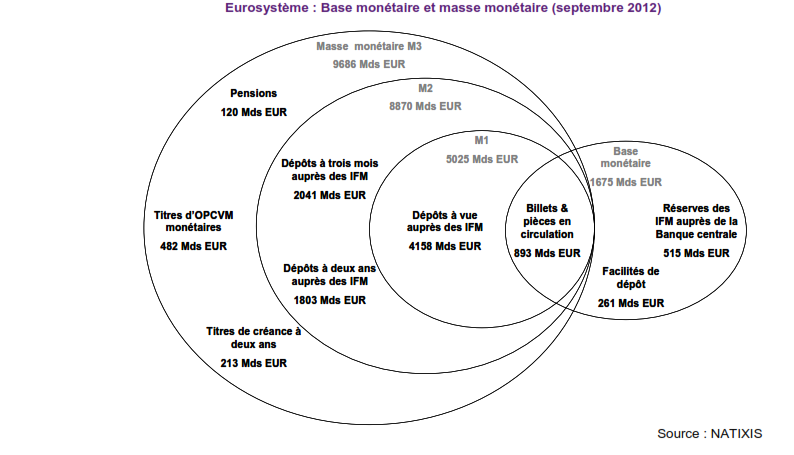 Eurosystème : Base monétaire et masse monétaire (septembre 2012)
Masse monétaire M3
9686 Mds EUR
Pensions
120 Mds EUR
M2
8870 Mds EUR
M1
5025 Mds EUR
Base
monétaire
1675 Mds EUR
Dépôts à trois mois
auprès des IFM
2041 Mds EUR
Titres d'OPCVM
monétaires
482 Mds EUR
Dépôts à vue
auprès des IFM
4158 Mds EUR
Billets &
pièces en
circulation
893 Mds EUR
Réserves des
IFM auprès de la
Banque centrale
515 Mds EUR
Dépôts à deux ans
auprès des IFM
1803 Mds EUR
Facilités de
dépôt
261 Mds EUR
Titres de créance à
deux ans
213 Mds EUR
Source : NATIXIS